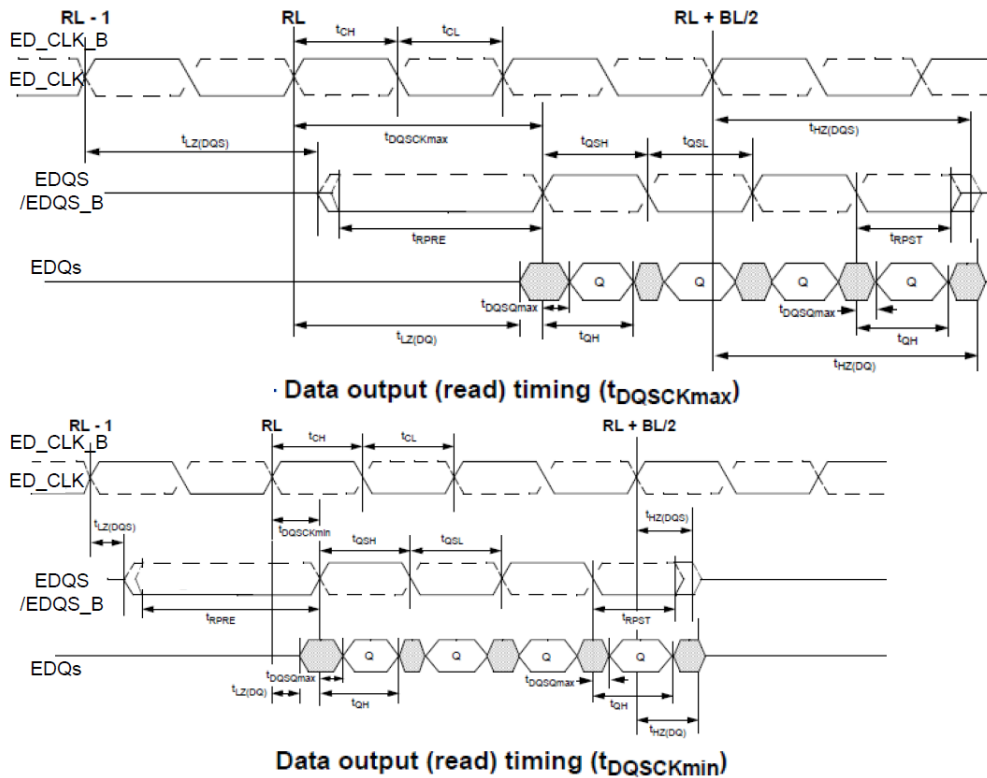 RL - 1 RL RL + BL/2
ED_CLK_B tCH tCL
ED_CLK
tLZ(DQS) tDQSCKmax tHZ(DQS)
tQSH tQSL
EDQS
/EDQS_B
tRPRE tRPST
EDQs Q Q Q Q
tDQSQmax tDQSQmax
tLZ(DQ) tQH tQH
tHZ(DQ)
Data output (read) timing (tDQSCKmax)
RL - 1 RL RL + BL/2
ED_CLK_B tCH tCL
ED_CLK
tLZ(DQS) tDQSCKmin tHZ(DQS)
tQSH tQSL
EDQS
/EDQS_B
tRPRE tRPST
EDQs Q Q Q Q
tDQSQmax tDQSQmax
tLZ(DQ) tQH tQH
tHZ(DQ)
Data output (read) timing (tDQSCKmin)